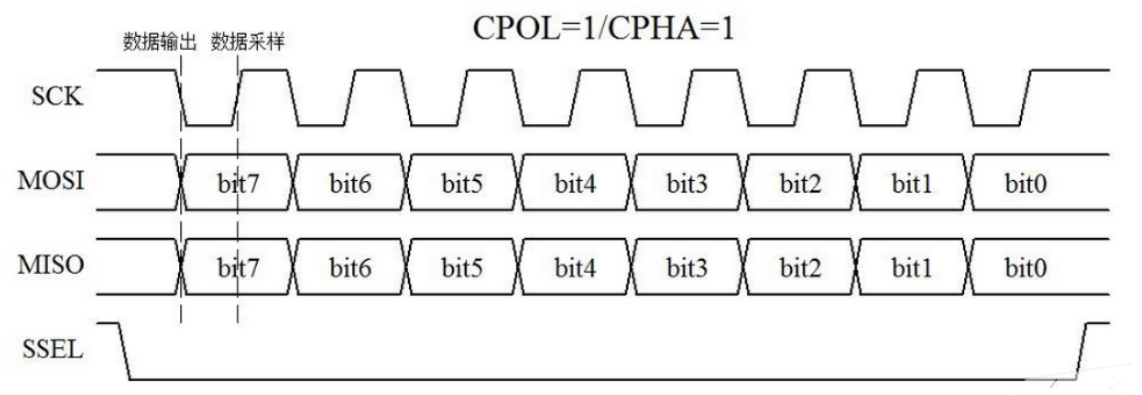 CPOL=1/CPHA=1
数据输出 数据采样
SCK
MOSI bit7 bit6 bit5 bit4 bit3 bit2 bit1 bit0
MISO bit7 bit6 bit5 bit4 bit3 bit2 bit1 bit0
SSEL